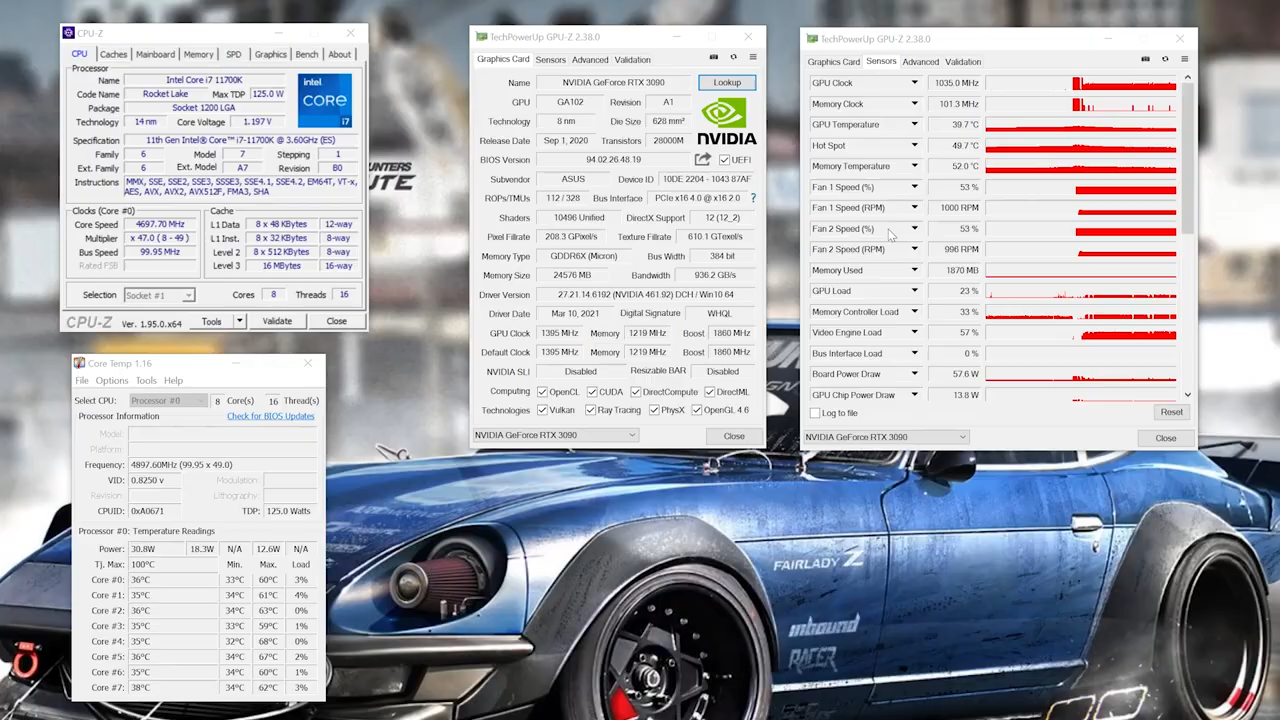 CPU-Z
CPU Caches Mainboard Memory SPD Graphics Bench About
Processor
Name Intel Core i7 11700K
Code Name Rocket Lake Max TDP 125.0 W
Package Socket 1200 LGA
Technology 14 nm Core Voltage 1.197 V
intel
CORE
i7
Specification 11th Gen Intel® Core™ i7-11700K @ 3.60GHz (ES)
Family 6 Model 7 Stepping 1
Ext. Family 6 Ext. Model A7 Revision B0
Instructions MMX, SSE, SSE2, SSE3, SSSE3, SSE4.1, SSE4.2, EM64T, VT-x,
AES, AVX, AVX2, AVX512F, FMA3, SHA
Clocks (Core #0) Cache
Core Speed 4697.70 MHz L1 Data 8 x 48 KBytes 12-way
Multiplier x 47.0 ( 8 - 49 ) L1 Inst. 8 x 32 KBytes 8-way
Bus Speed 99.95 MHz Level 2 8 x 512 KBytes 8-way
Rated FSB Level 3 16 MBytes 16-way
Selection Socket #1 Cores 8 Threads 16
CPU-Z Ver. 1.95.0.x64 Tools Validate Close
Core Temp 1.16
File Options Tools Help
Select CPU: Processor #0 8 Core(s) 16 Thread(s)
Processor Information Check for BIOS Updates
Model:
Platform:
Frequency: 4897.60MHz (99.95 x 49.0)
VID: 0.8250 v Modulation:
Revision: Lithography:
CPUID: 0xA0671 TDP: 125.0 Watts
Processor #0: Temperature Readings
Power: 30.8W 18.3W N/A 12.6W N/A
Tj. Max: 100°C Min. Max. Load
Core #0: 36°C 33°C 60°C 3%
Core #1: 35°C 34°C 61°C 4%
Core #2: 36°C 34°C 63°C 0%
Core #3: 35°C 33°C 59°C 1%
Core #4: 35°C 32°C 68°C 0%
Core #5: 36°C 34°C 67°C 2%
Core #6: 35°C 34°C 60°C 1%
Core #7: 38°C 34°C 62°C 3%
TechPowerUp GPU-Z 2.38.0
Graphics Card Sensors Advanced Validation
Name NVIDIA GeForce RTX 3090 Lookup
GPU GA102 Revision A1
Technology 8 nm Die Size 628 mm²
Release Date Sep 1, 2020 Transistors 28000M
NVIDIA
BIOS Version 94.02.26.48.19 UEFI
Subvendor ASUS Device ID 10DE 2204 - 1043 87AF
ROPs/TMUs 112 / 328 Bus Interface PCIe x16 4.0 @ x16 2.0 ?
Shaders 10496 Unified DirectX Support 12 (12_2)
Pixel Fillrate 208.3 GPixel/s Texture Fillrate 610.1 GTexel/s
Memory Type GDDR6X (Micron) Bus Width 384 bit
Memory Size 24576 MB Bandwidth 936.2 GB/s
Driver Version 27.21.14.6192 (NVIDIA 461.92) DCH / Win10 64
Driver Date Mar 10, 2021 Digital Signature WHQL
GPU Clock 1395 MHz Memory 1219 MHz Boost 1860 MHz
Default Clock 1395 MHz Memory 1219 MHz Boost 1860 MHz
NVIDIA SLI Disabled Resizable BAR Disabled
Computing OpenCL CUDA DirectCompute DirectML
Technologies Vulkan Ray Tracing PhysX OpenGL 4.6
NVIDIA GeForce RTX 3090 Close
TechPowerUp GPU-Z 2.38.0
Graphics Card Sensors Advanced Validation
GPU Clock 1035.0 MHz
Memory Clock 101.3 MHz
GPU Temperature 39.7 °C
Hot Spot 49.7 °C
Memory Temperature 52.0 °C
Fan 1 Speed (%) 53 %
Fan 1 Speed (RPM) 1000 RPM
Fan 2 Speed (%) 53 %
Fan 2 Speed (RPM) 996 RPM
Memory Used 1870 MB
GPU Load 23 %
Memory Controller Load 33 %
Video Engine Load 57 %
Bus Interface Load 0 %
Board Power Draw 57.6 W
GPU Chip Power Draw 13.8 W
Log to file Reset
NVIDIA GeForce RTX 3090 Close
FAIRLADY Z
inbound
RACER